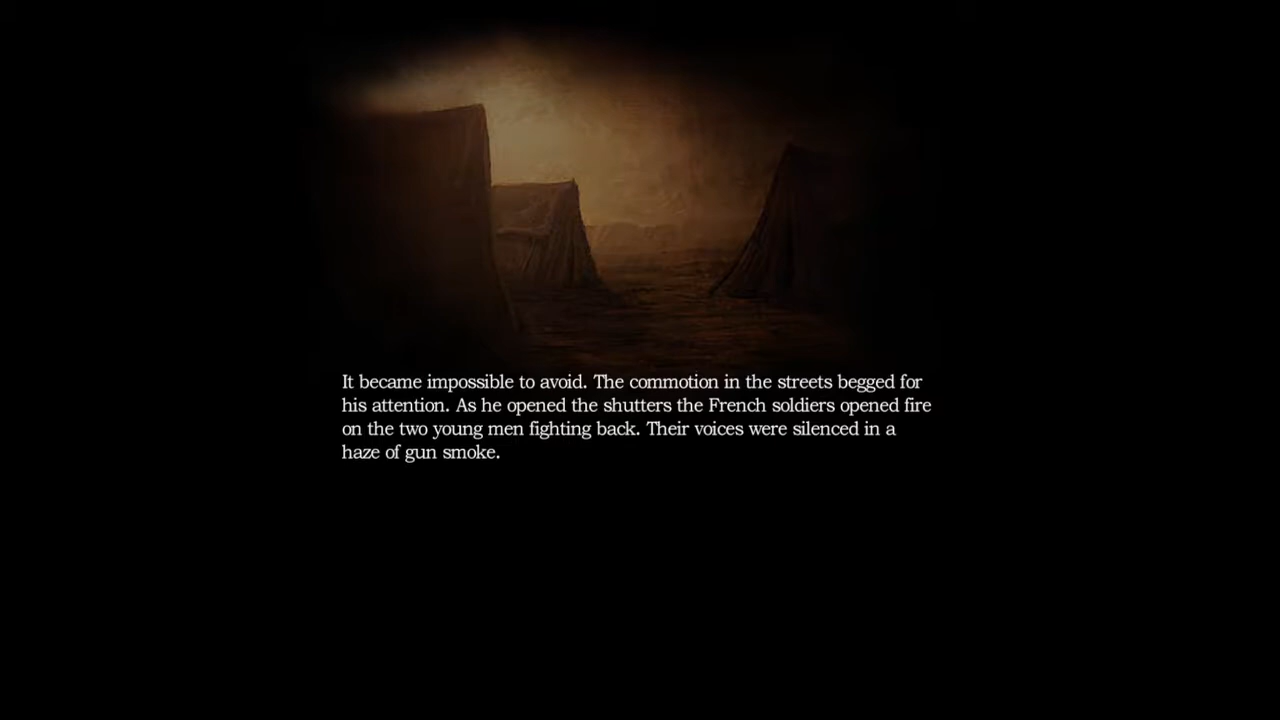 It became impossible to avoid. The commotion in the streets begged for
his attention. As he opened the shutters the French soldiers opened fire
on the two young men fighting back. Their voices were silenced in a
haze of gun smoke.